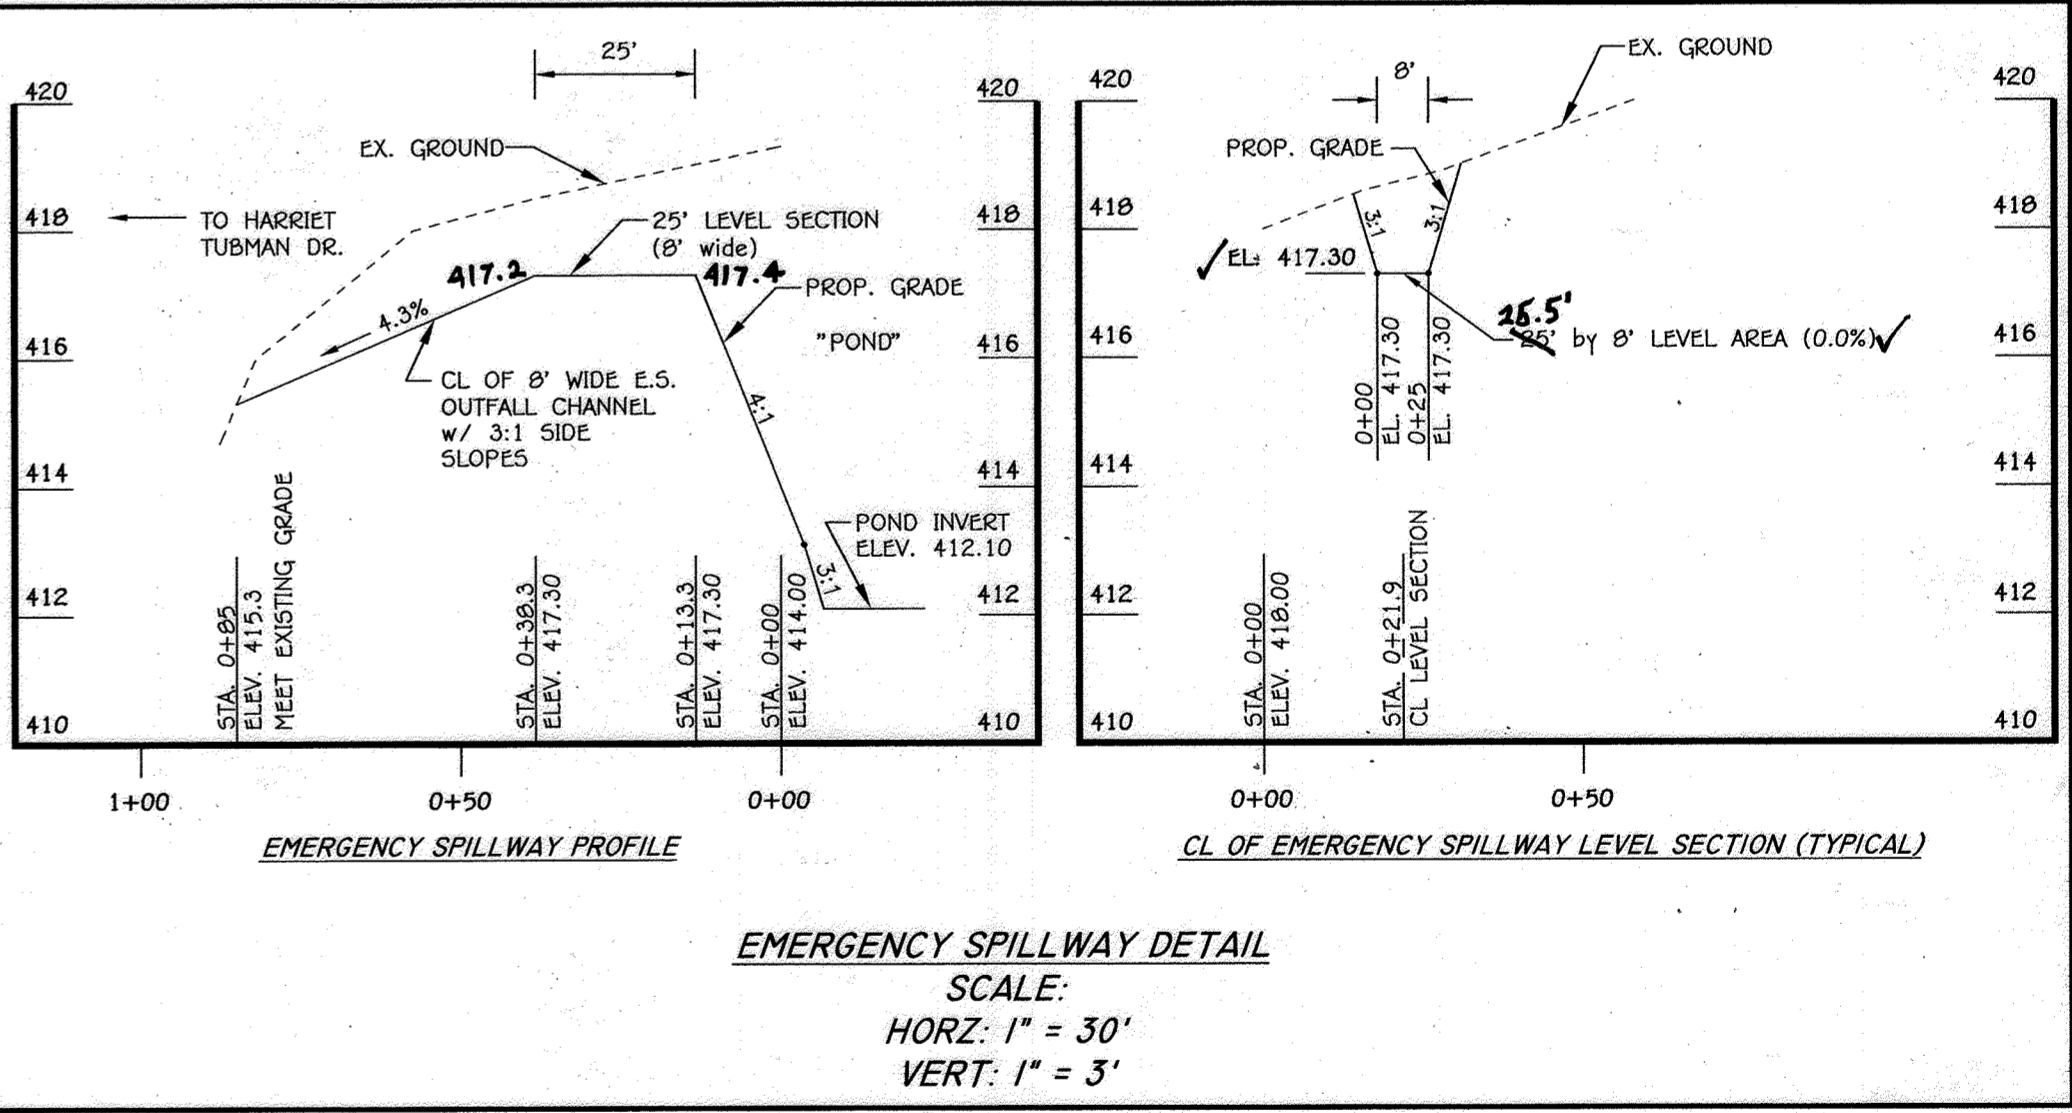 25'
420
420
EX. GROUND
TO HARRIET
TUBMAN DR.
418
418
25' LEVEL SECTION
(8' wide)
417.2
417.4
PROP. GRADE
4.3%
"POND"
416
416
CL OF 8' WIDE E.S.
OUTFALL CHANNEL
w/ 3:1 SIDE
SLOPES
4:1
414
414
POND INVERT
ELEV. 412.10
3:1
412
412
STA. 0+85
ELEV. 415.3
MEET EXISTING GRADE
STA. 0+38.3
ELEV. 417.30
STA. 0+13.3
ELEV. 417.30
STA. 0+00
ELEV. 414.00
410
410
1+00
0+50
0+00
EMERGENCY SPILLWAY PROFILE
EX. GROUND
8'
420
420
PROP. GRADE
418
418
3:1
3:1
✓ EL: 417.30
25.5'
25' by 8' LEVEL AREA (0.0%) ✓
416
416
0+00
EL. 417.30
0+25
EL. 417.30
414
414
412
412
STA. 0+00
ELEV. 418.00
STA. 0+21.9
CL LEVEL SECTION
410
410
0+00
0+50
CL OF EMERGENCY SPILLWAY LEVEL SECTION (TYPICAL)
EMERGENCY SPILLWAY DETAIL
SCALE:
HORZ: 1" = 30'
VERT: 1" = 3'